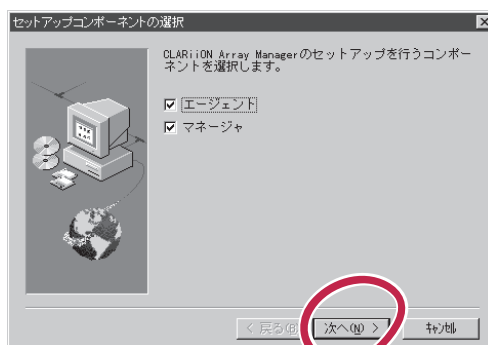 セットアップコンポーネントの選択
CLARiiON Array Managerのセットアップを行うコンポー
ネントを選択します。
エージェント
マネージャ
< 戻る(B)
次へ(N) >
キャンセル